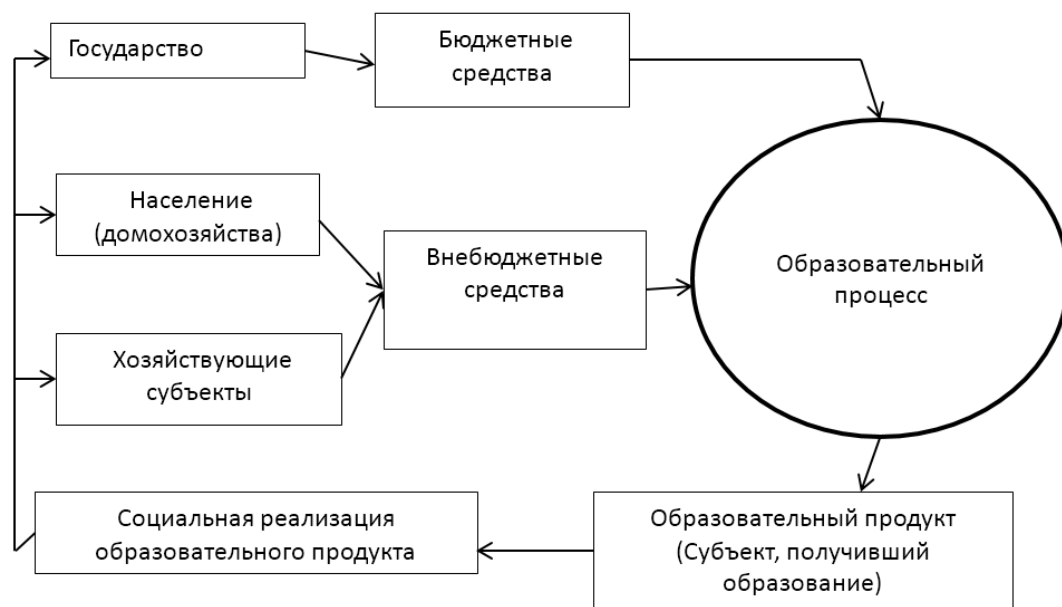 Государство
Бюджетные
средства
Население
(домохозяйства)
Внебюджетные
средства
Образовательный
процесс
Хозяйствующие
субъекты
Социальная реализация
образовательного продукта
Образовательный продукт
(Субъект, получивший
образование)